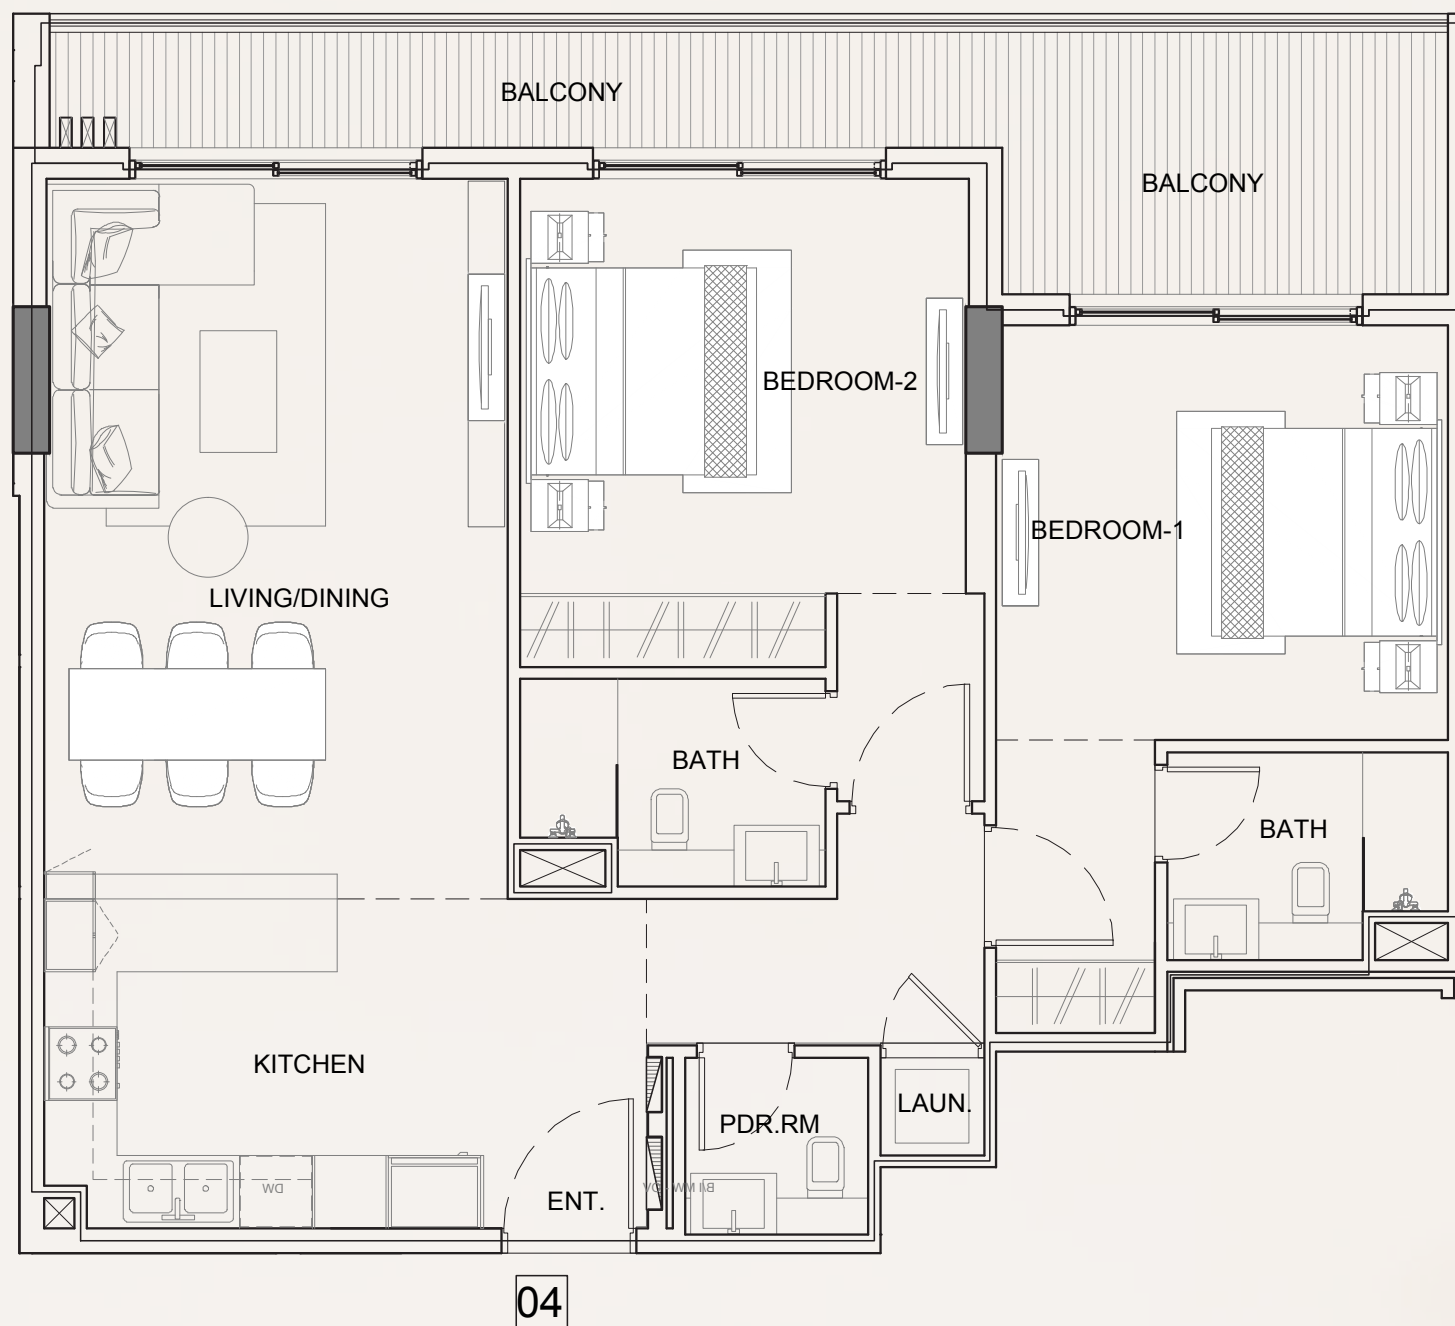 BALCONY
BALCONY
BEDROOM-2
BEDROOM-1
LIVING/DINING
BATH
BATH
KITCHEN
LAUN.
PDR.RM
DW
ENT.
04